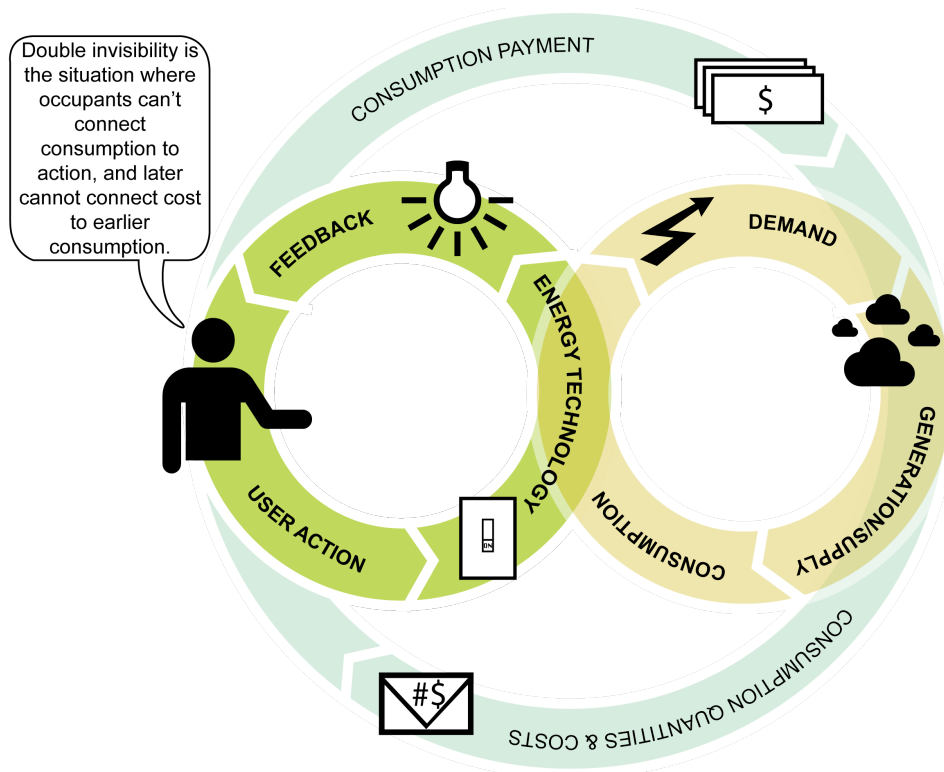 Double invisibility is
the situation where
occupants can’t
connect
consumption to
action, and later
cannot connect cost
to earlier
consumption.
CONSUMPTION PAYMENT
$
FEEDBACK
DEMAND
ENERGY TECHNOLOGY
USER ACTION
ON
CONSUMPTION
GENERATION/SUPPLY
#$
CONSUMPTION QUANTITIES & COSTS